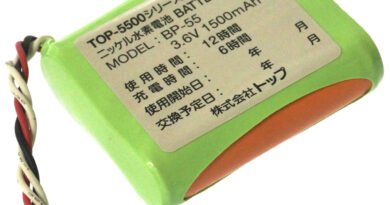 TOP-5500シリーズ
ニッケル水素電池 BATTE
MODEL: BP-55
3.6V 1500mAH
使用時間: 12時間
充電時間: 6時間
使用開始日: 年 月
交換予定日: 年 月
株式会社トップ